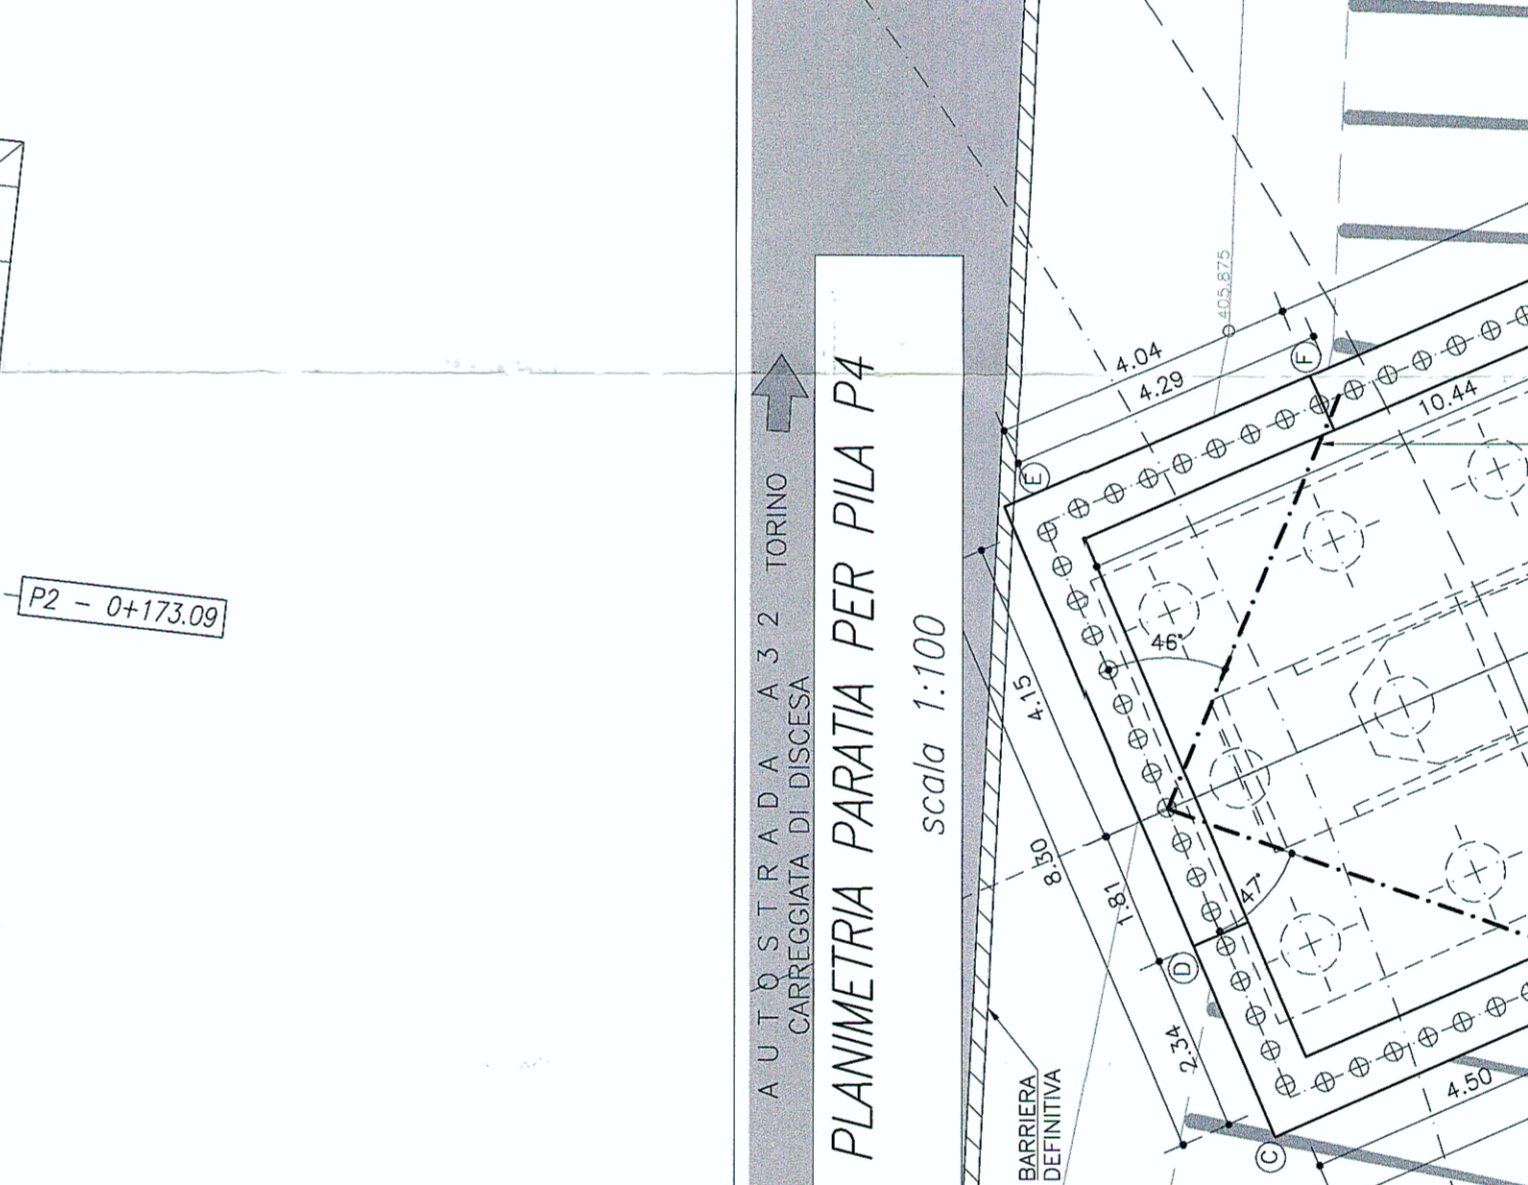 P2 - 0+173.09
AUTOSTRADA A32 TORINO
CARREGGIATA DI DISCESA
PLANIMETRIA PARATIA PER PILA P4
scala 1:100
BARRIERA
DEFINITIVA
405.875
4.04
4.29
F
E
10.44
46°
4.15
8.30
1.81
47°
D
2.34
4.50
C